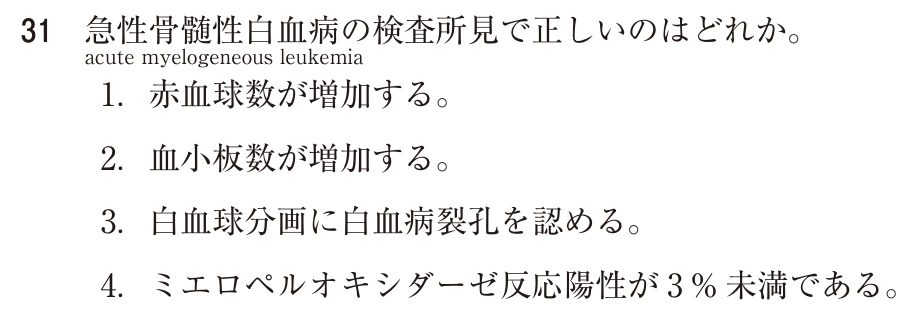 31 急性骨髄性白血病の検査所見で正しいのはどれか。
acute myelogeneous leukemia
1. 赤血球数が増加する。
2. 血小板数が増加する。
3. 白血球分画に白血病裂孔を認める。
4. ミエロペルオキシダーゼ反応陽性が3%未満である。